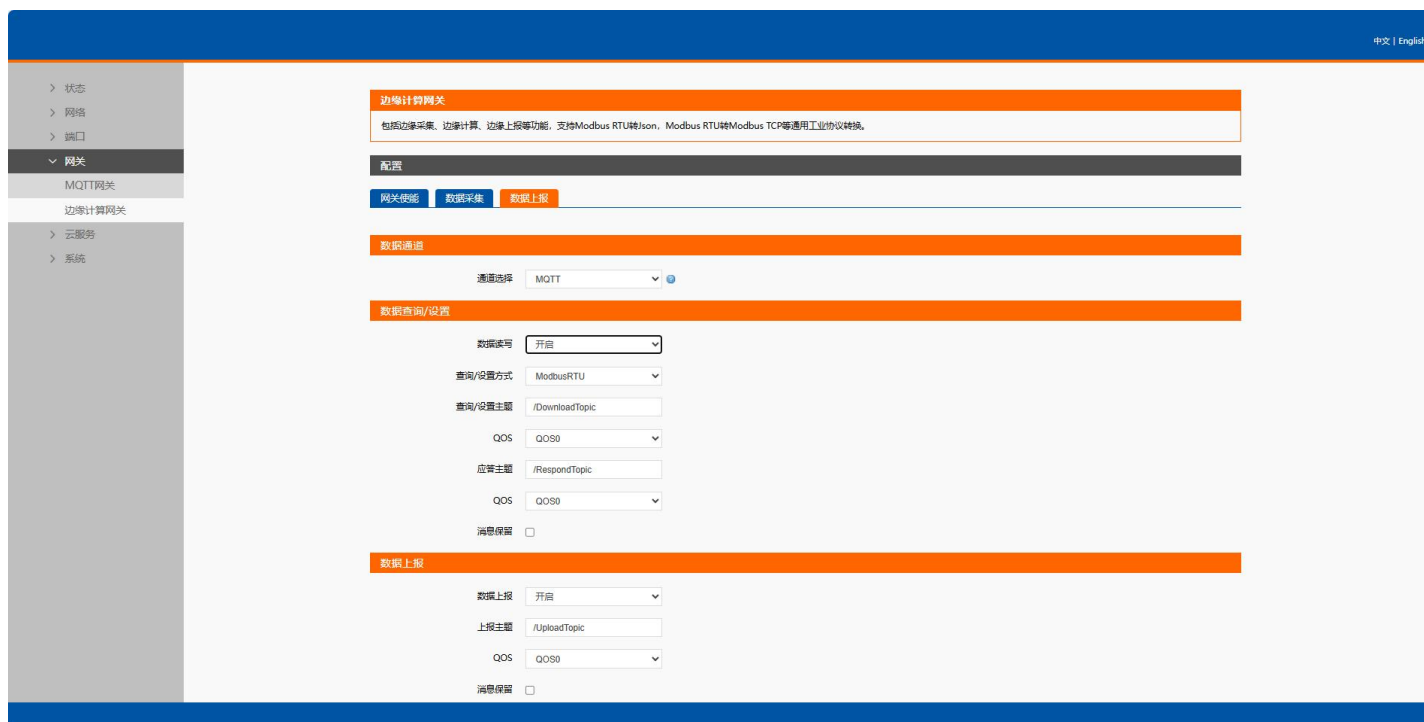 中文 | English
状态
网络
端口
网关
MQTT网关
边缘计算网关
云服务
系统
边缘计算网关
包括边缘采集、边缘计算、边缘上报等功能，支持Modbus RTU转Json，Modbus RTU转Modbus TCP等通用工业协议转换。
配置
网关使能 数据采集 数据上报
数据通道
通道选择 MQTT
数据查询/设置
数据读写 开启
查询/设置方式 ModbusRTU
查询/设置主题 /DownloadTopic
QOS QOS0
应答主题 /RespondTopic
QOS QOS0
消息保留
数据上报
数据上报 开启
上报主题 /UploadTopic
QOS QOS0
消息保留